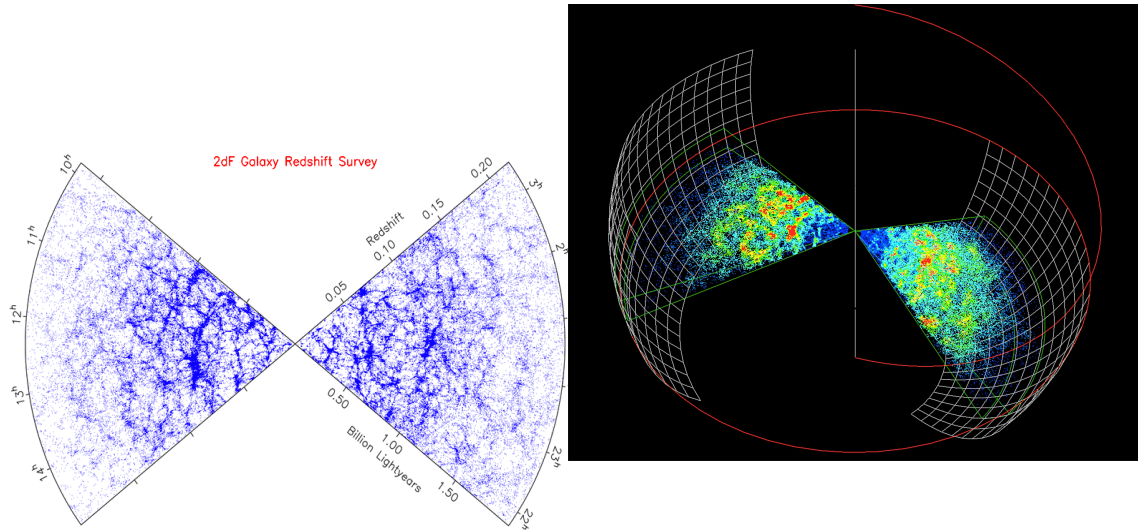 2dF Galaxy Redshift Survey
10ʰ
11ʰ
12ʰ
13ʰ
14ʰ
Redshift
0.05
0.10
0.15
0.20
3ʰ
2ʰ
23ʰ
22ʰ
0.50
1.00
1.50
Billion Lightyears